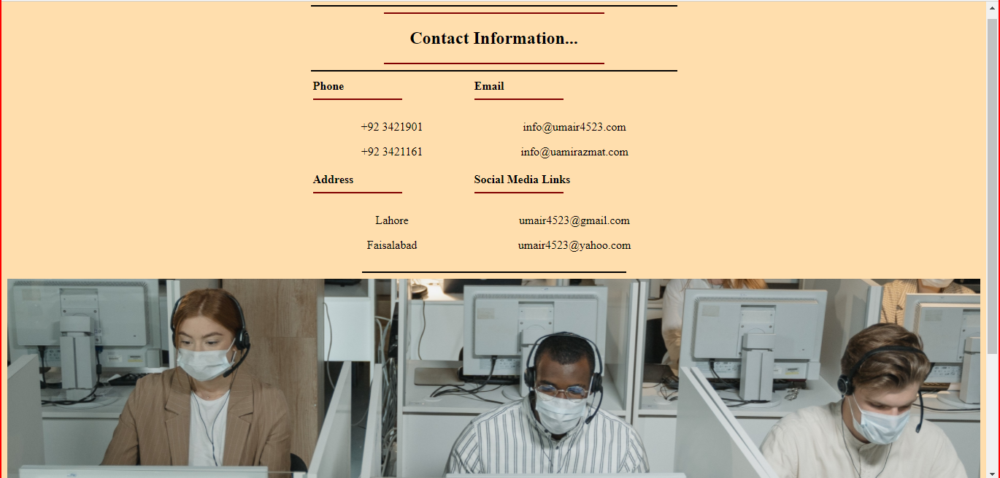 Contact Information...
Phone
Email
+92 3421901
info@umair4523.com
+92 3421161
info@uamirazmat.com
Address
Social Media Links
Lahore
umair4523@gmail.com
Faisalabad
umair4523@yahoo.com